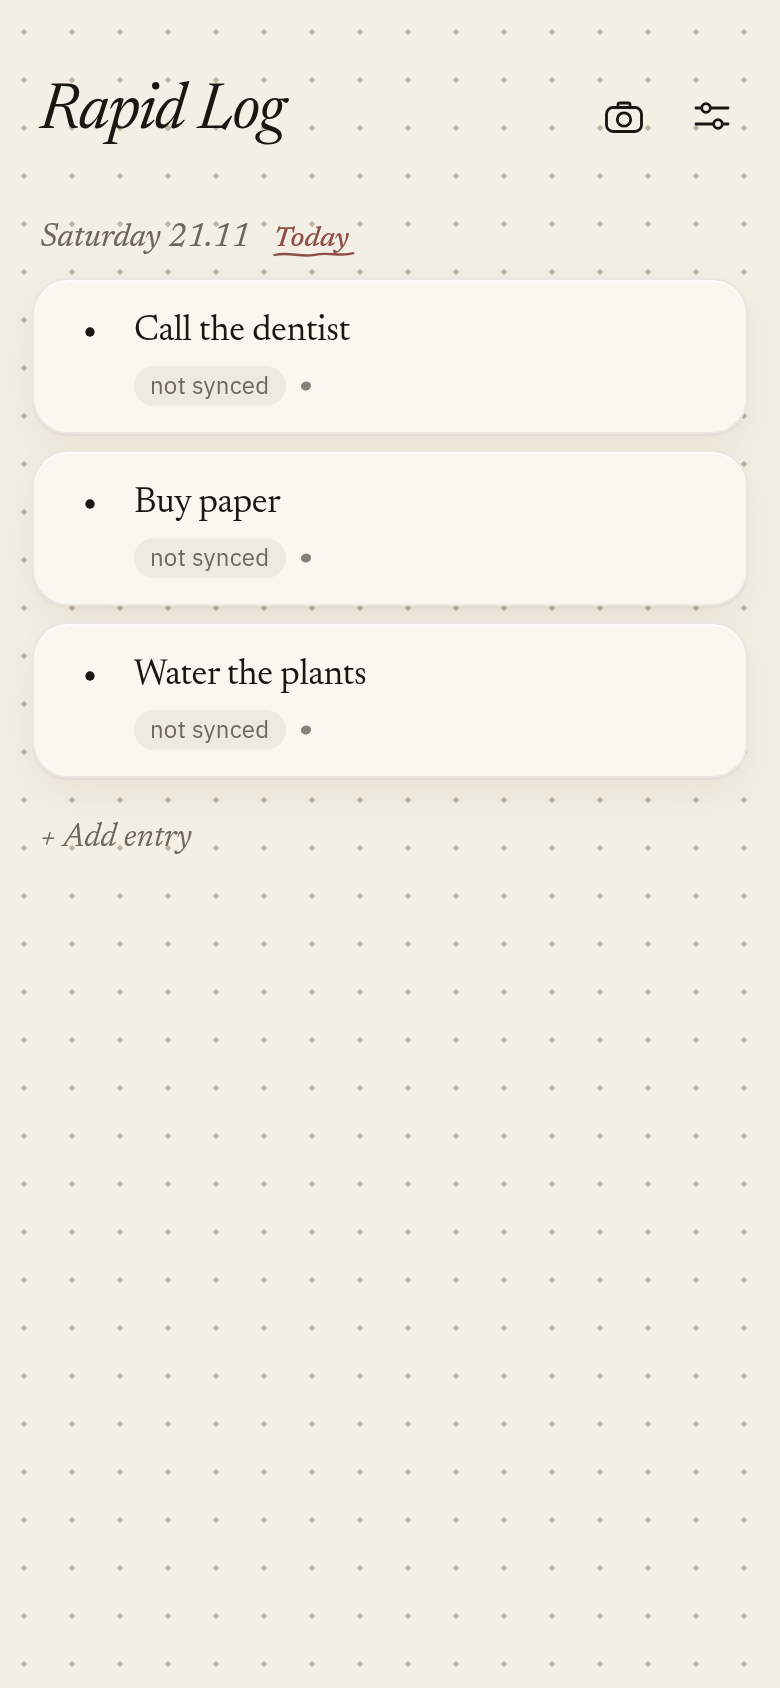 Rapid Log
Saturday 21.11 Today
• Call the dentist
not synced
• Buy paper
not synced
• Water the plants
not synced
+ Add entry